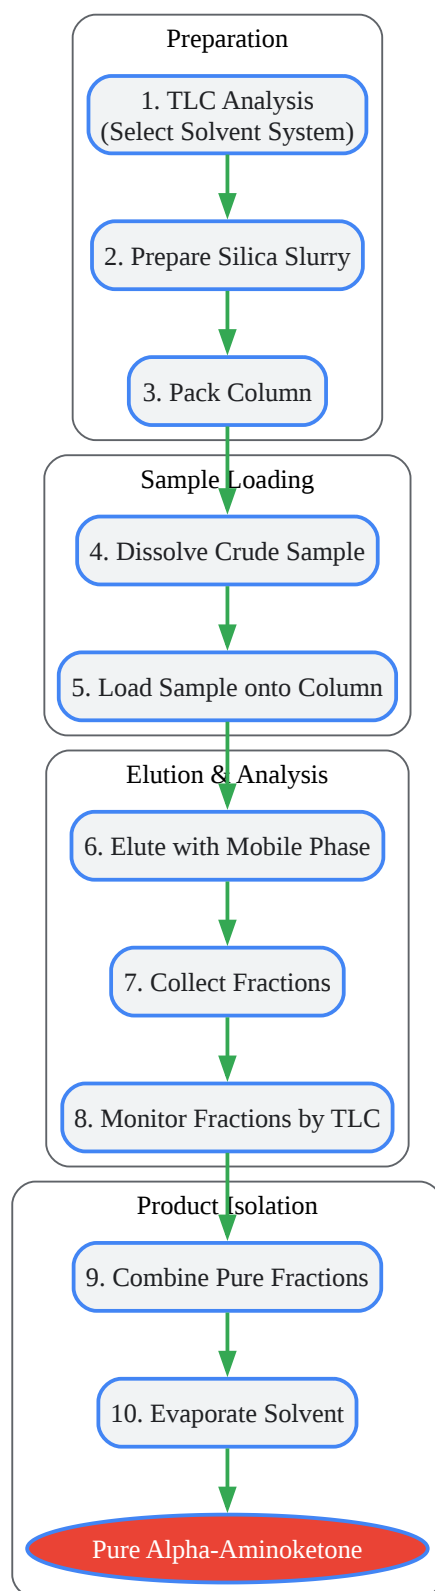 Preparation
1. TLC Analysis
(Select Solvent System)
2. Prepare Silica Slurry
3. Pack Column
Sample Loading
4. Dissolve Crude Sample
5. Load Sample onto Column
Elution & Analysis
6. Elute with Mobile Phase
7. Collect Fractions
8. Monitor Fractions by TLC
Product Isolation
9. Combine Pure Fractions
10. Evaporate Solvent
Pure Alpha-Aminoketone